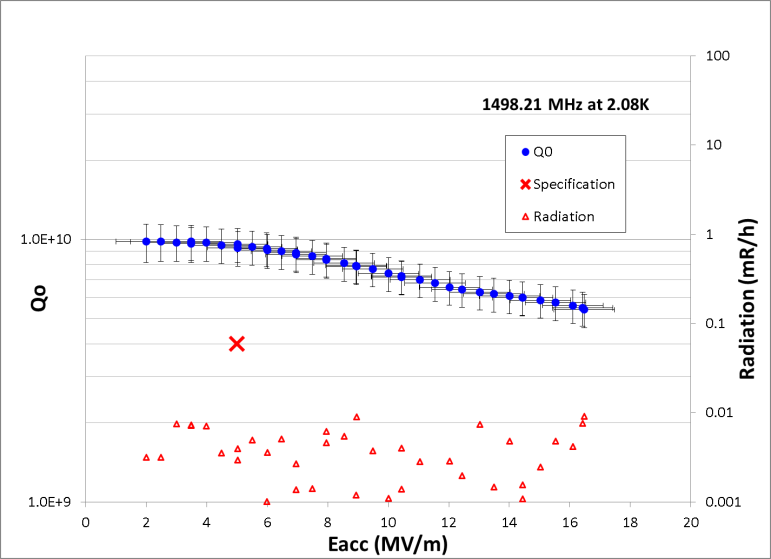 1498.21 MHz at 2.08K
Q0
Specification
Radiation
Qo
1.0E+10
1.0E+9
100
10
1
0.1
0.01
0.001
Radiation (mR/h)
0 2 4 6 8 10 12 14 16 18 20
Eacc (MV/m)